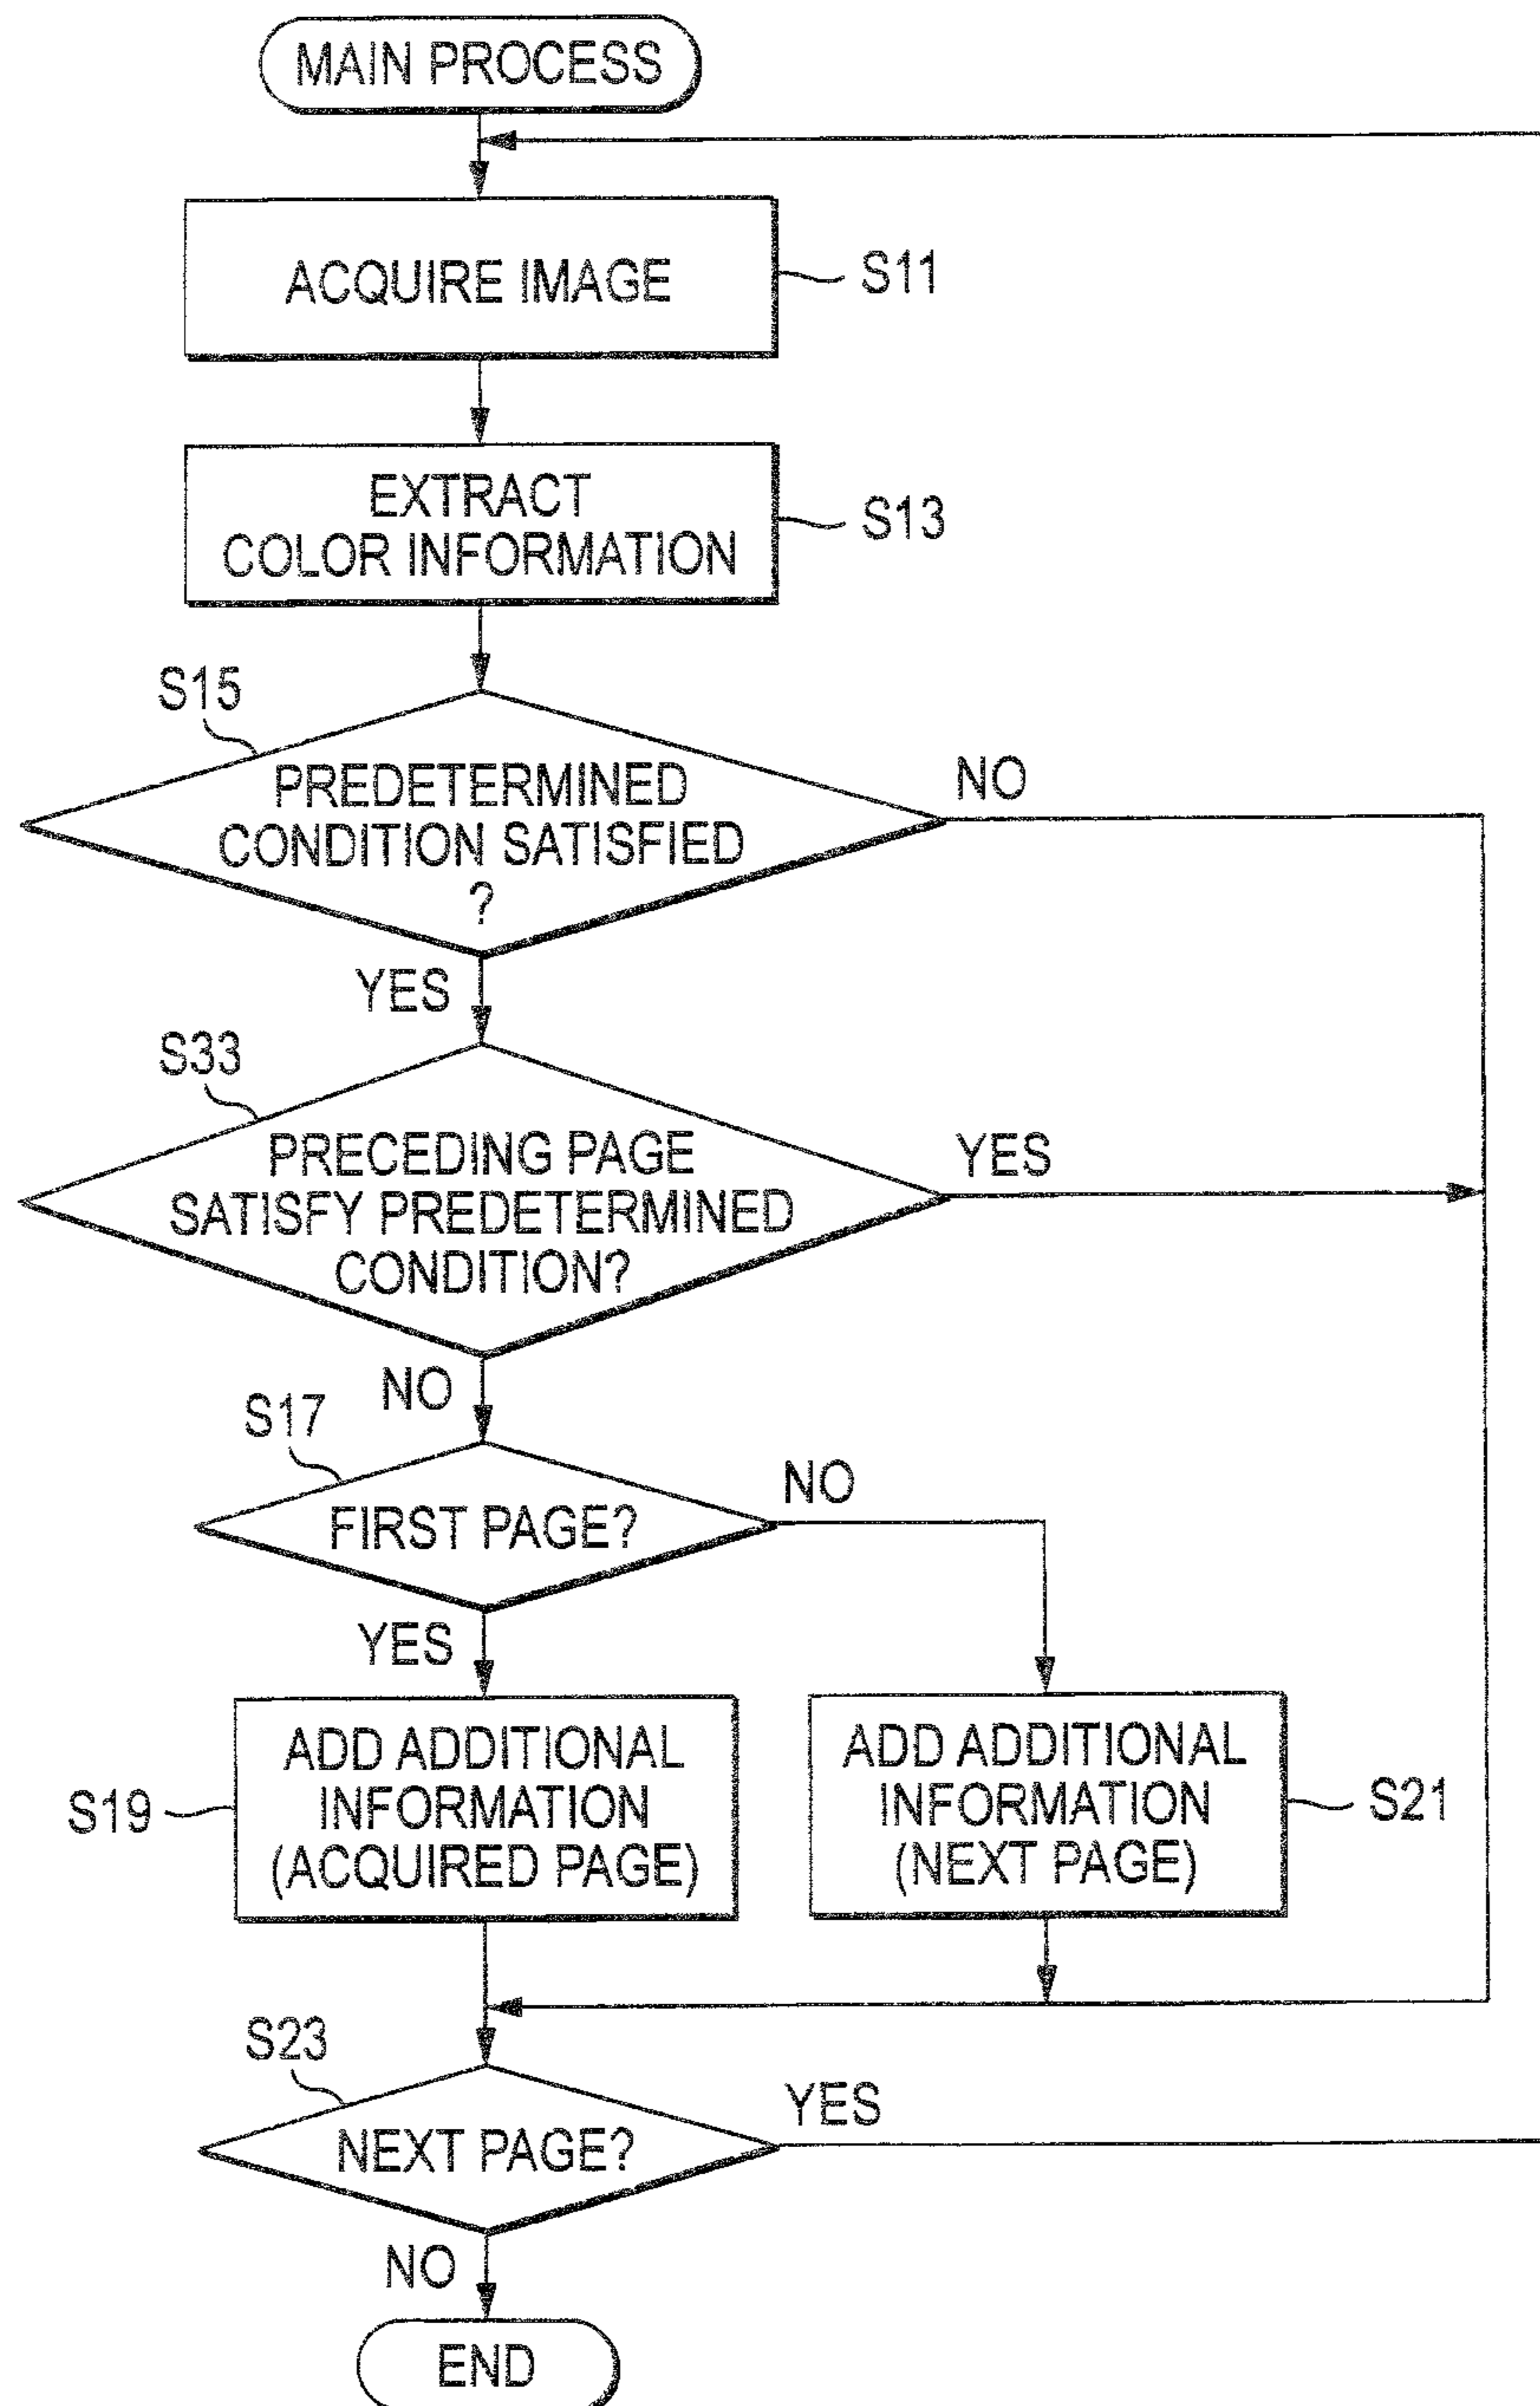 MAIN PROCESS
ACQUIRE IMAGE
S11
EXTRACT
COLOR INFORMATION
S13
S15
PREDETERMINED
CONDITION SATISFIED
?
NO
YES
S33
PRECEDING PAGE
SATISFY PREDETERMINED
CONDITION?
YES
NO
S17
FIRST PAGE?
NO
YES
S19
ADD ADDITIONAL
INFORMATION
(ACQUIRED PAGE)
ADD ADDITIONAL
INFORMATION
(NEXT PAGE)
S21
S23
NEXT PAGE?
YES
NO
END